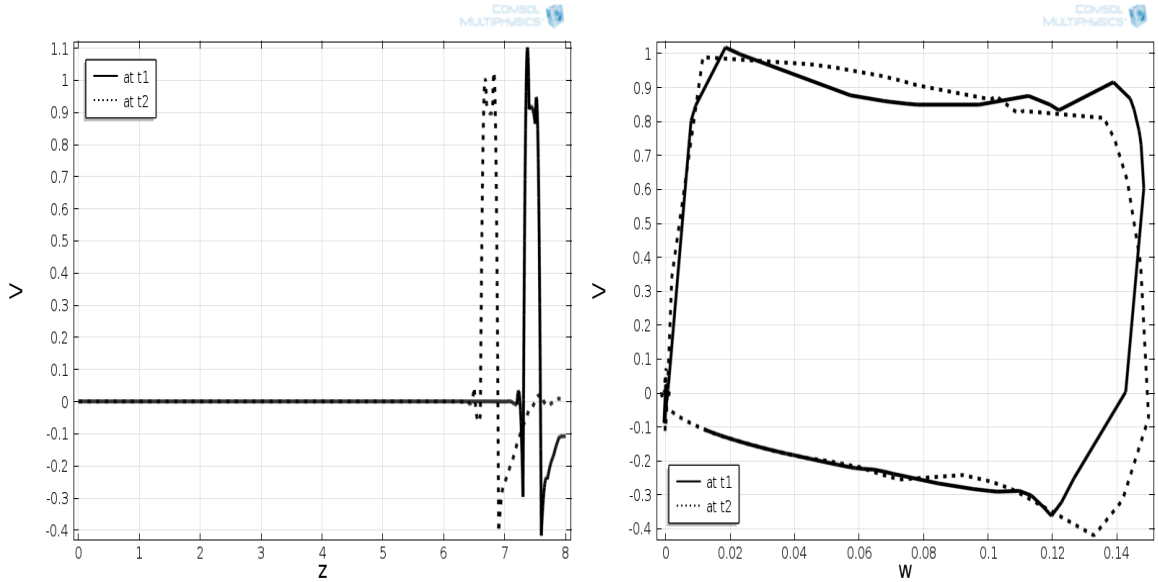 COMSOL
MULTIPHYSICS
1.1
1
0.9
0.8
0.7
0.6
0.5
0.4
0.3
0.2
0.1
0
-0.1
-0.2
-0.3
-0.4
V
at t1
at t2
0 1 2 3 4 5 6 7 8
z
COMSOL
MULTIPHYSICS
1
0.9
0.8
0.7
0.6
0.5
0.4
0.3
0.2
0.1
0
-0.1
-0.2
-0.3
-0.4
V
at t1
at t2
0 0.02 0.04 0.06 0.08 0.1 0.12 0.14
w